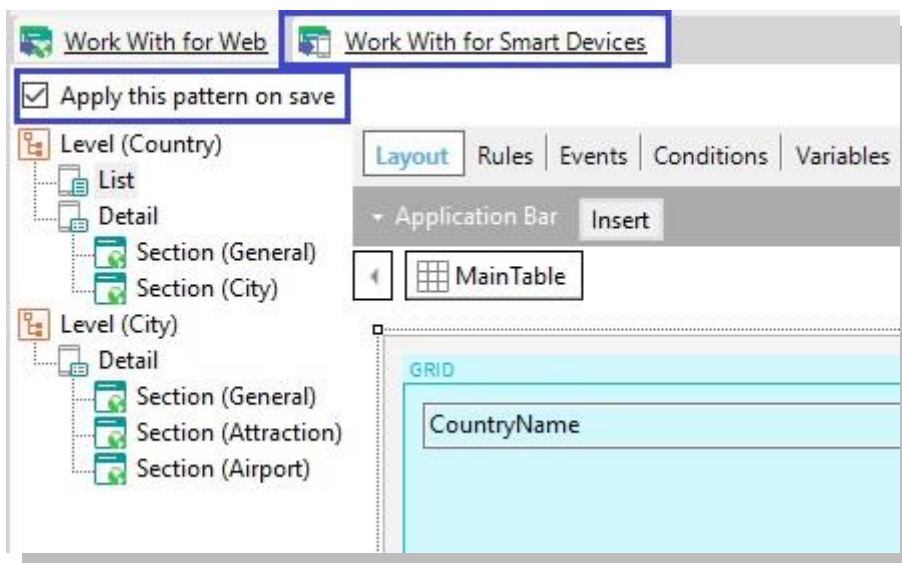 Work With for Web Work With for Smart Devices
Apply this pattern on save
Level (Country)
List
Detail
Section (General)
Section (City)
Level (City)
Detail
Section (General)
Section (Attraction)
Section (Airport)
Layout Rules Events Conditions Variables
Application Bar Insert
MainTable
GRID
CountryName